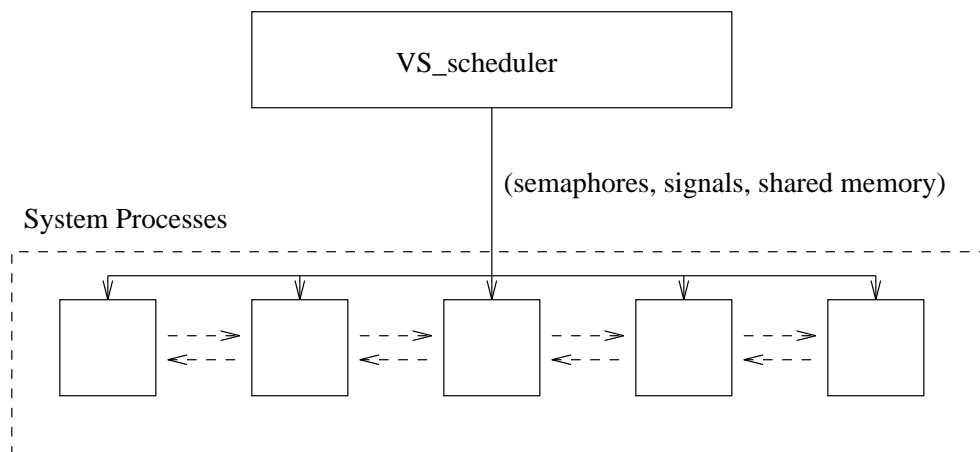 VS_scheduler
(semaphores, signals, shared memory)
System Processes